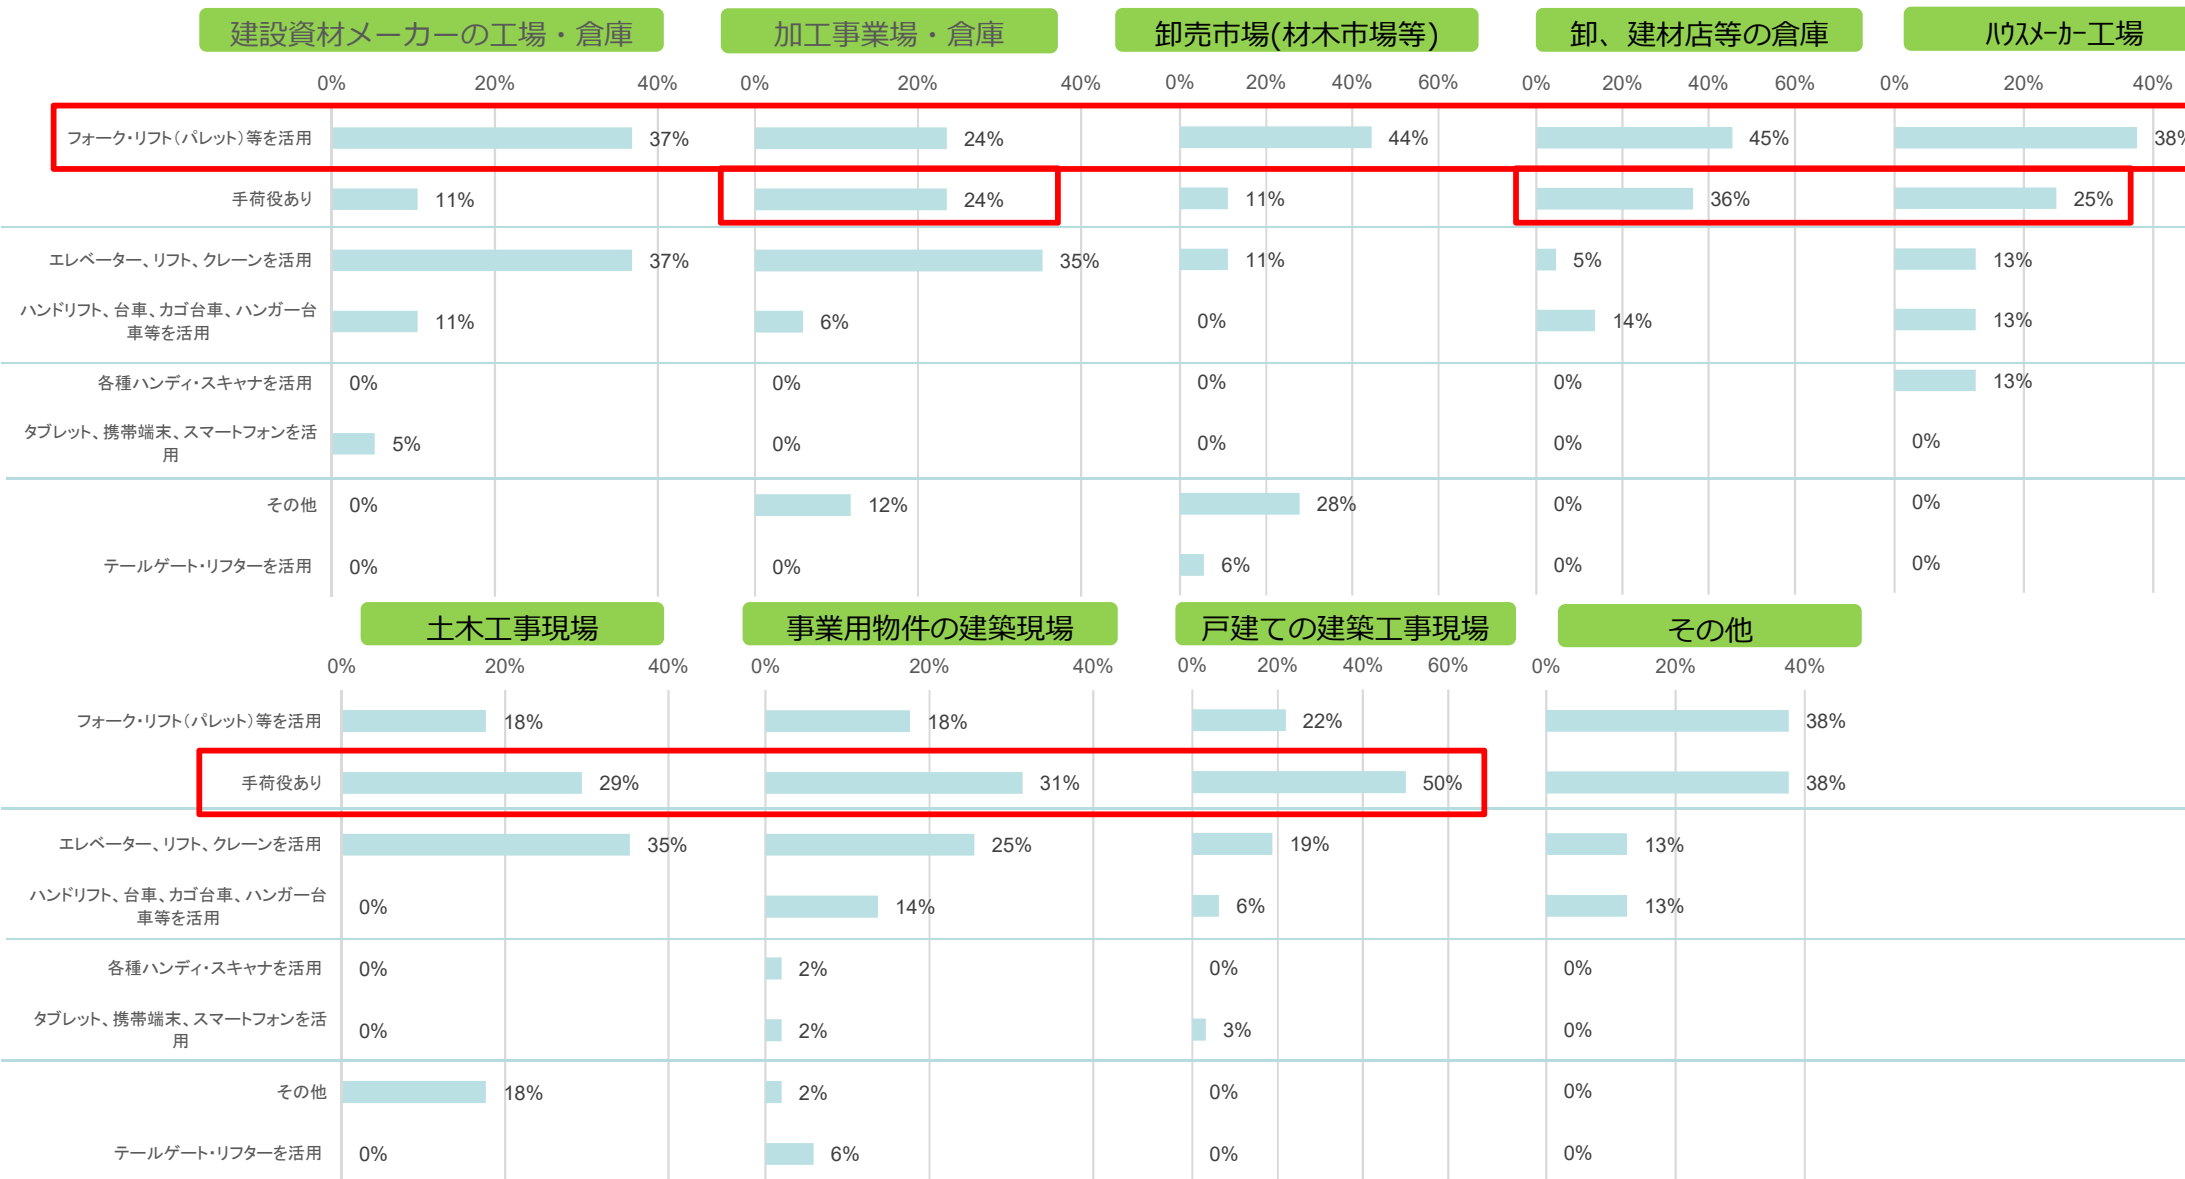 建設資材メーカーの工場・倉庫 加工事業場・倉庫 卸売市場(材木市場等) 卸、建材店等の倉庫 ﾊｳｽﾒｰｶｰ工場
0% 20% 40% 0% 20% 40% 0% 20% 40% 60% 0% 20% 40% 60% 0% 20% 40%
フォーク・リフト（パレット）等を活用 37% 24% 44% 45% 38%
手荷役あり 11% 24% 11% 36% 25%
エレベーター、リフト、クレーンを活用 37% 35% 11% 5% 13%
ハンドリフト、台車、カゴ台車、ハンガー台
車等を活用 11% 6% 0% 14% 13%
各種ハンディ・スキャナを活用 0% 0% 0% 0% 13%
タブレット、携帯端末、スマートフォンを活
用 5% 0% 0% 0% 0%
その他 0% 12% 28% 0% 0%
テールゲート・リフターを活用 0% 0% 6% 0% 0%
土木工事現場 事業用物件の建築現場 戸建ての建築工事現場 その他
0% 20% 40% 0% 20% 40% 0% 20% 40% 60% 0% 20% 40%
フォーク・リフト（パレット）等を活用 18% 18% 22% 38%
手荷役あり 29% 31% 50% 38%
エレベーター、リフト、クレーンを活用 35% 25% 19% 13%
ハンドリフト、台車、カゴ台車、ハンガー台
車等を活用 0% 14% 6% 13%
各種ハンディ・スキャナを活用 0% 2% 0% 0%
タブレット、携帯端末、スマートフォンを活
用 0% 2% 3% 0%
その他 18% 2% 0% 0%
テールゲート・リフターを活用 0% 6% 0% 0%